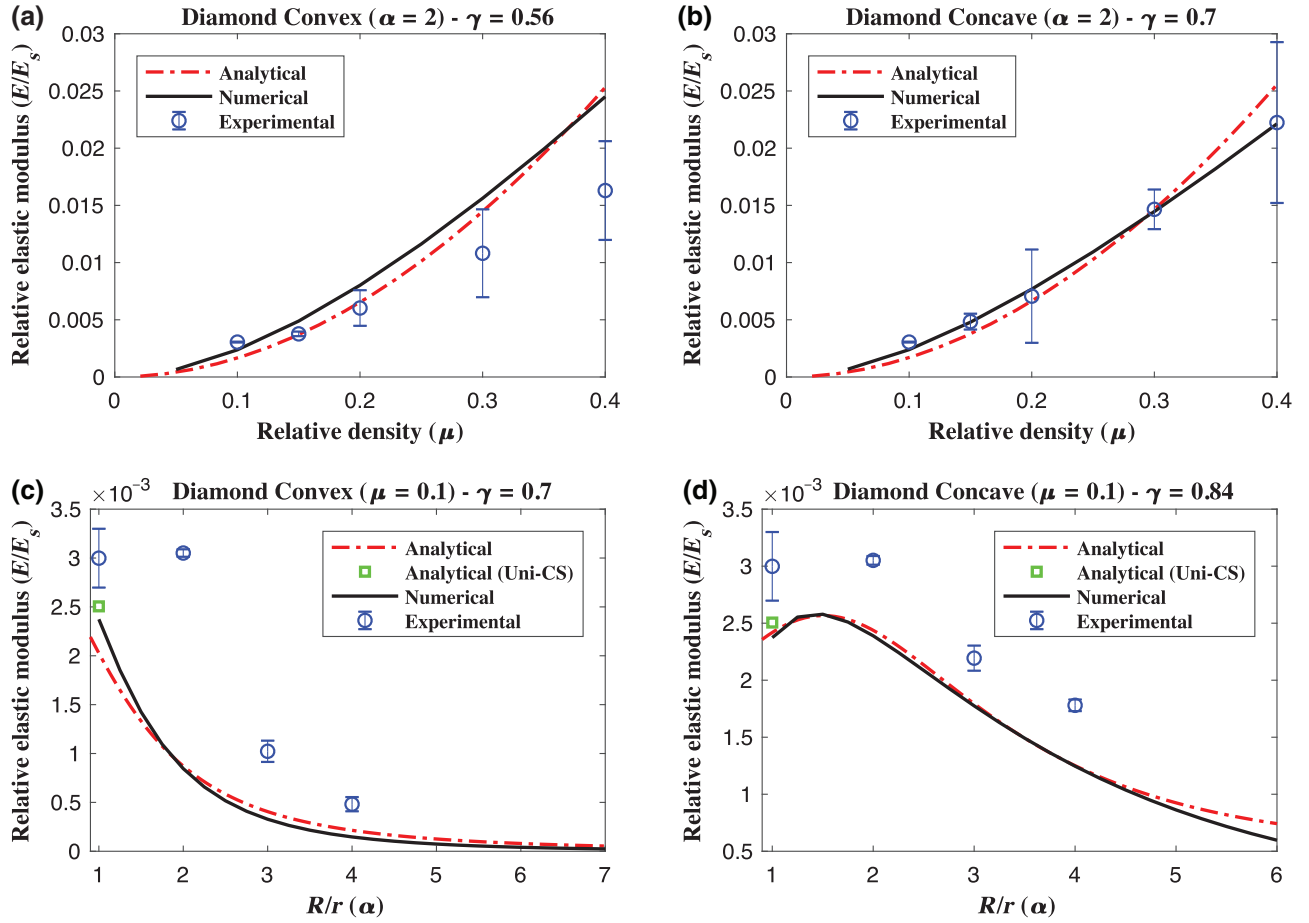 (a)
Diamond Convex (α = 2) - γ = 0.56
0.03
0.025
0.02
0.015
0.01
0.005
0
Relative elastic modulus (E/E_s)
Analytical
Numerical
Experimental
0
0.1
0.2
0.3
0.4
Relative density (μ)
(b)
Diamond Concave (α = 2) - γ = 0.7
0.03
0.025
0.02
0.015
0.01
0.005
0
Relative elastic modulus (E/E_s)
Analytical
Numerical
Experimental
0
0.1
0.2
0.3
0.4
Relative density (μ)
(c)
×10⁻³
Diamond Convex (μ = 0.1) - γ = 0.7
3.5
3
2.5
2
1.5
1
0.5
0
Relative elastic modulus (E/E_s)
Analytical
Analytical (Uni-CS)
Numerical
Experimental
1
2
3
4
5
6
7
R/r (α)
(d)
×10⁻³
Diamond Concave (μ = 0.1) - γ = 0.84
3.5
3
2.5
2
1.5
1
0.5
Relative elastic modulus (E/E_s)
Analytical
Analytical (Uni-CS)
Numerical
Experimental
1
2
3
4
5
6
R/r (α)